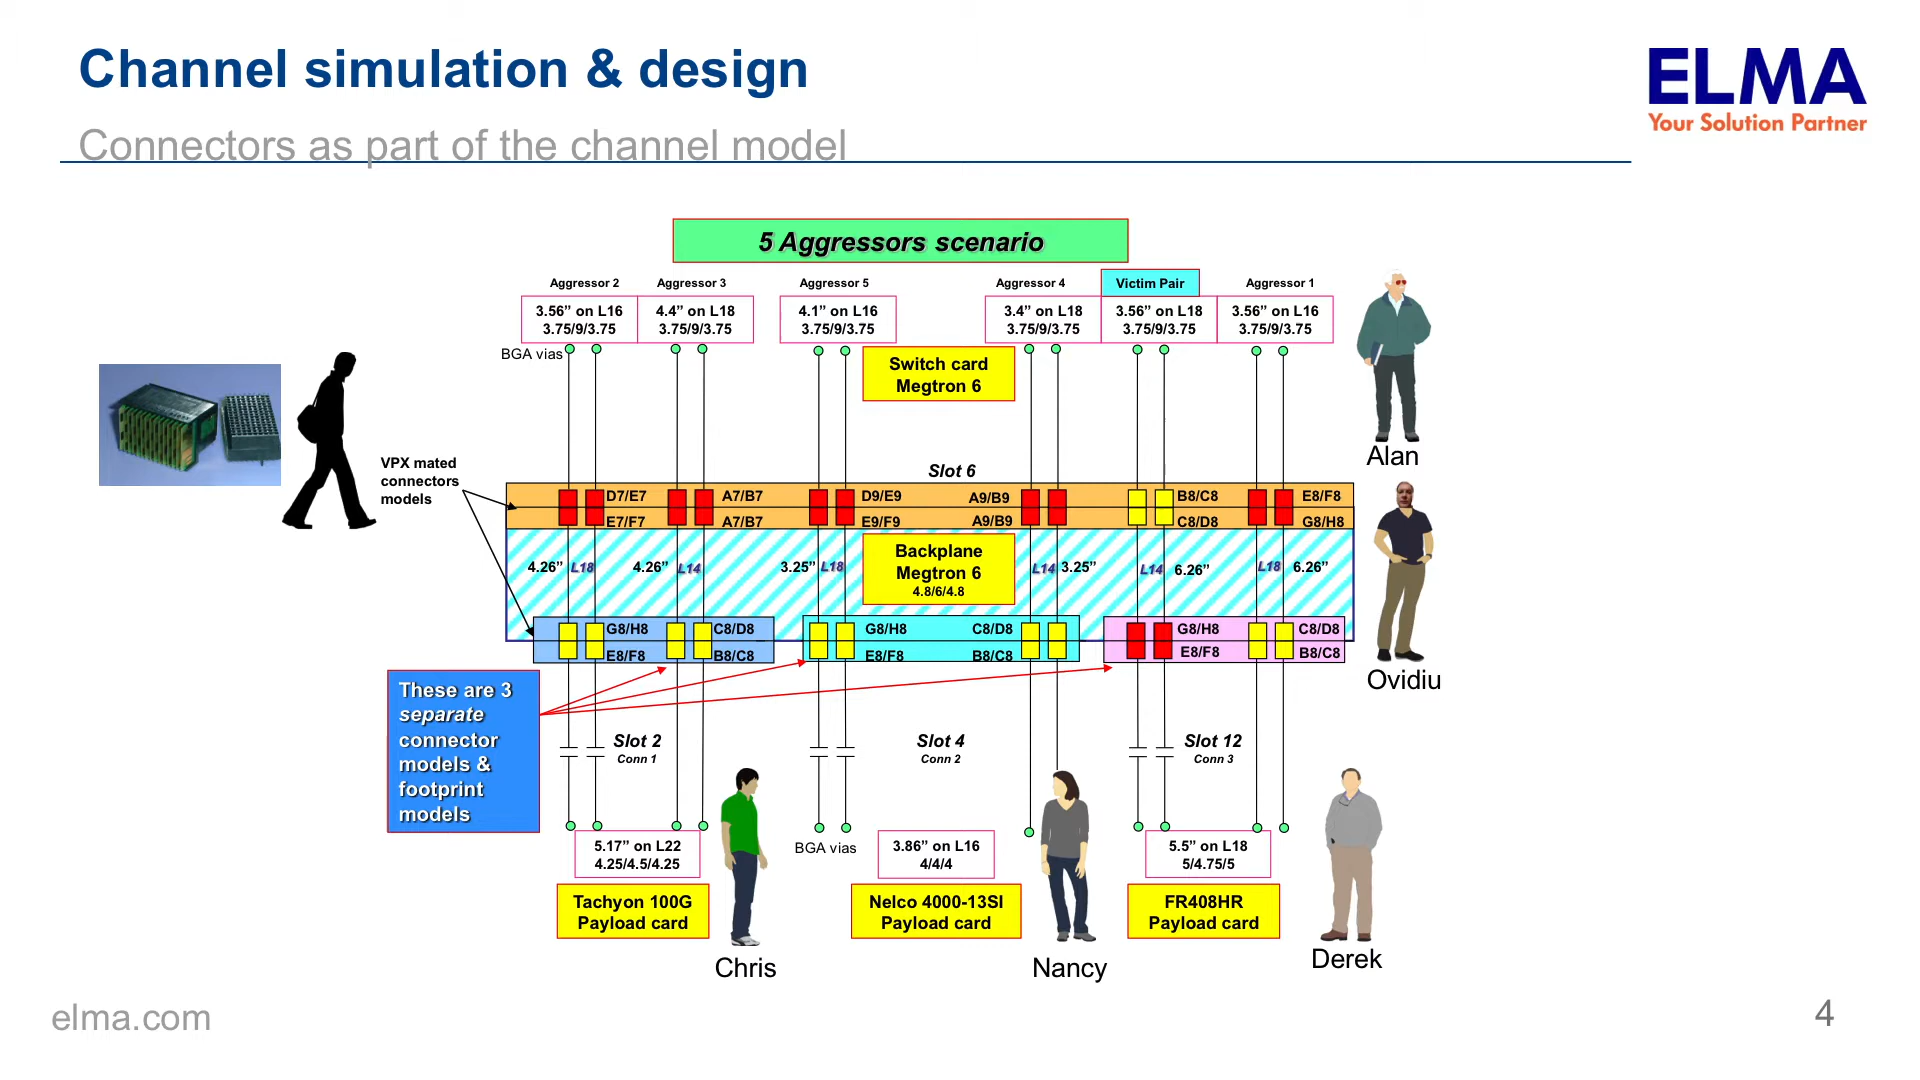 Channel simulation & design
ELMA
Your Solution Partner
Connectors as part of the channel model
5 Aggressors scenario
Aggressor 2
Aggressor 3
Aggressor 5
Aggressor 4
Victim Pair
Aggressor 1
3.56” on L16
3.75/9/3.75
4.4” on L18
3.75/9/3.75
4.1” on L16
3.75/9/3.75
3.4” on L18
3.75/9/3.75
3.56” on L18
3.75/9/3.75
3.56” on L16
3.75/9/3.75
BGA vias
Switch card
Megtron 6
Alan
VPX mated
connectors
models
Slot 6
D7/E7
A7/B7
D9/E9
A9/B9
B8/C8
E8/F8
E7/F7
A7/B7
E9/F9
A9/B9
C8/D8
G8/H8
Backplane
Megtron 6
4.8/6/4.8
4.26”
L18
4.26”
L14
3.25”
L18
L14
3.25”
L14
6.26”
L18
6.26”
G8/H8
C8/D8
G8/H8
C8/D8
G8/H8
C8/D8
E8/F8
B8/C8
E8/F8
B8/C8
E8/F8
B8/C8
Ovidiu
These are 3
separate
connector
models &
footprint
models
Slot 2
Conn 1
Slot 4
Conn 2
Slot 12
Conn 3
5.17” on L22
4.25/4.5/4.25
BGA vias
3.86” on L16
4/4/4
5.5” on L18
5/4.75/5
Tachyon 100G
Payload card
Nelco 4000-13SI
Payload card
FR408HR
Payload card
Chris
Nancy
Derek
elma.com
4